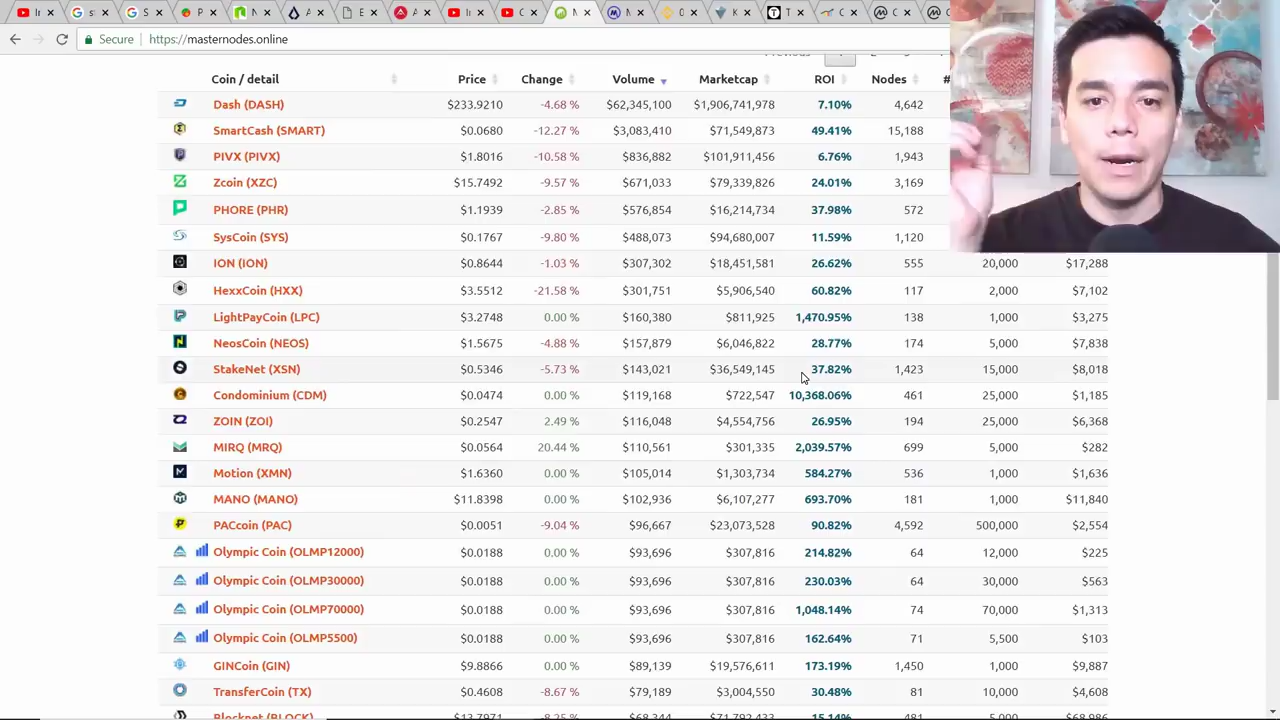 Secure https://masternodes.online
Coin / detail Price Change Volume Marketcap ROI Nodes #
Dash (DASH) $233.9210 -4.68 % $62,345,100 $1,906,741,978 7.10% 4,642
SmartCash (SMART) $0.0680 -12.27 % $3,083,410 $71,549,873 49.41% 15,188
PIVX (PIVX) $1.8016 -10.58 % $836,882 $101,911,456 6.76% 1,943
Zcoin (XZC) $15.7492 -9.57 % $671,033 $79,339,826 24.01% 3,169
PHORE (PHR) $1.1939 -2.85 % $576,854 $16,214,734 37.98% 572
SysCoin (SYS) $0.1767 -9.80 % $488,073 $94,680,007 11.59% 1,120
ION (ION) $0.8644 -1.03 % $307,302 $18,451,581 26.62% 555 20,000 $17,288
HexxCoin (HXX) $3.5512 -21.58 % $301,751 $5,906,540 60.82% 117 2,000 $7,102
LightPayCoin (LPC) $3.2748 0.00 % $160,380 $811,925 1,470.95% 138 1,000 $3,275
NeosCoin (NEOS) $1.5675 -4.88 % $157,879 $6,046,822 28.77% 174 5,000 $7,838
StakeNet (XSN) $0.5346 -5.73 % $143,021 $36,549,145 37.82% 1,423 15,000 $8,018
Condominium (CDM) $0.0474 0.00 % $119,168 $722,547 10,368.06% 461 25,000 $1,185
ZOIN (ZOI) $0.2547 2.49 % $116,048 $4,554,756 26.95% 194 25,000 $6,368
MIRQ (MRQ) $0.0564 20.44 % $110,561 $301,335 2,039.57% 699 5,000 $282
Motion (XMN) $1.6360 0.00 % $105,014 $1,303,734 584.27% 536 1,000 $1,636
MANO (MANO) $11.8398 0.00 % $102,936 $6,107,277 693.70% 181 1,000 $11,840
PACcoin (PAC) $0.0051 -9.04 % $96,667 $23,073,528 90.82% 4,592 500,000 $2,554
Olympic Coin (OLMP12000) $0.0188 0.00 % $93,696 $307,816 214.82% 64 12,000 $225
Olympic Coin (OLMP30000) $0.0188 0.00 % $93,696 $307,816 230.03% 64 30,000 $563
Olympic Coin (OLMP70000) $0.0188 0.00 % $93,696 $307,816 1,048.14% 74 70,000 $1,313
Olympic Coin (OLMP5500) $0.0188 0.00 % $93,696 $307,816 162.64% 71 5,500 $103
GINCoin (GIN) $9.8866 0.00 % $89,139 $19,576,611 173.19% 1,450 1,000 $9,887
TransferCoin (TX) $0.4608 -8.67 % $79,189 $3,004,550 30.48% 81 10,000 $4,608
Blocknet (BLOCK) $13.7971 -8.25 % $68,344 $71,792,433 15.14% 481 5,000 $68,986